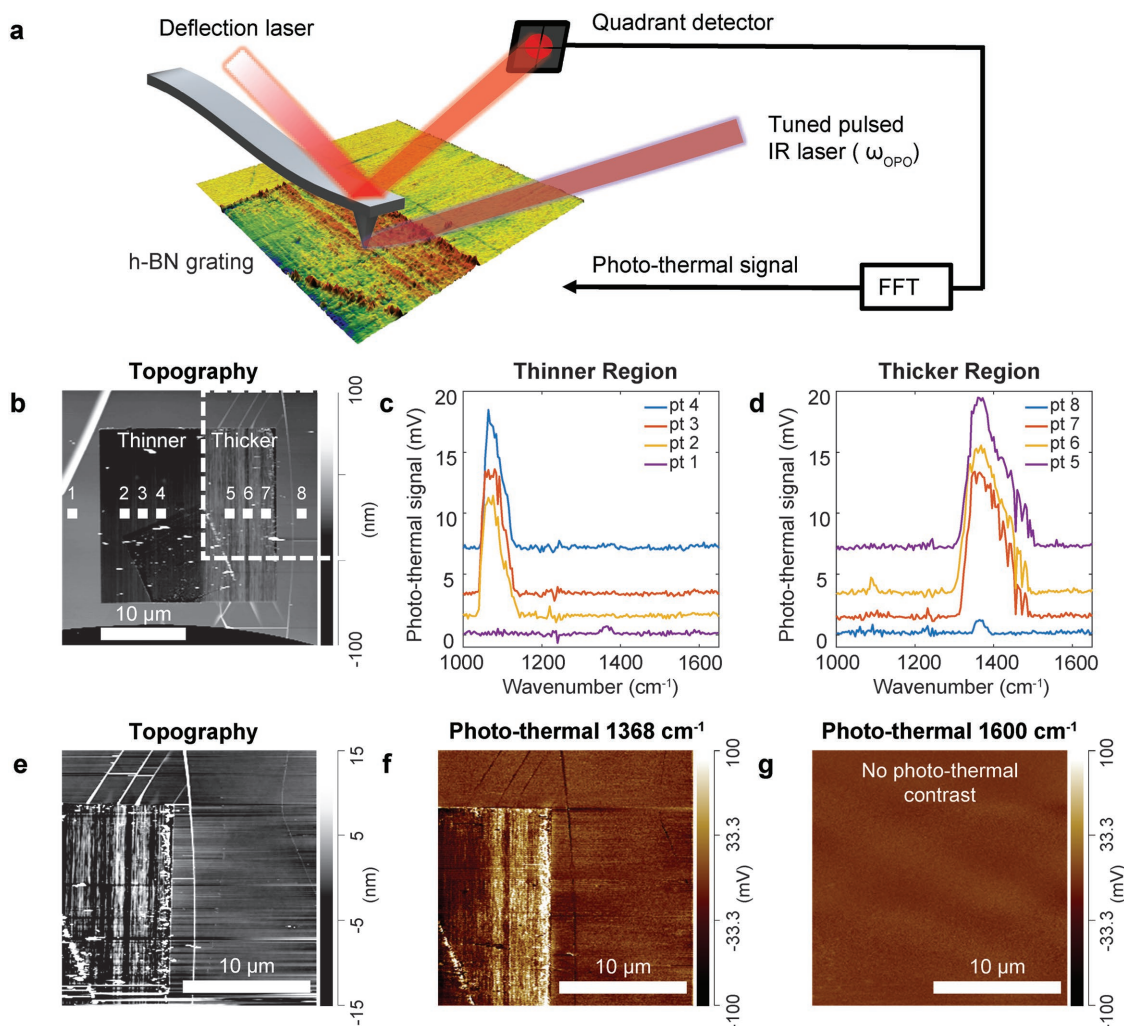 a
Deflection laser
Quadrant detector
Tuned pulsed
IR laser ( ω_OPO)
h-BN grating
Photo-thermal signal
FFT
b
Topography
Thinner
Thicker
1
2
3
4
5
6
7
8
10 µm
100
(nm)
-100
c
Thinner Region
Photo-thermal signal (mV)
20
15
10
5
0
pt 4
pt 3
pt 2
pt 1
1000
1200
1400
1600
Wavenumber (cm⁻¹)
d
Thicker Region
Photo-thermal signal (mV)
20
15
10
5
0
pt 8
pt 7
pt 6
pt 5
1000
1200
1400
1600
Wavenumber (cm⁻¹)
e
Topography
10 µm
15
5
-5
-15
(nm)
f
Photo-thermal 1368 cm⁻¹
10 µm
100
33.3
-33.3
-100
(mV)
g
Photo-thermal 1600 cm⁻¹
No photo-thermal
contrast
10 µm
100
33.3
-33.3
-100
(mV)